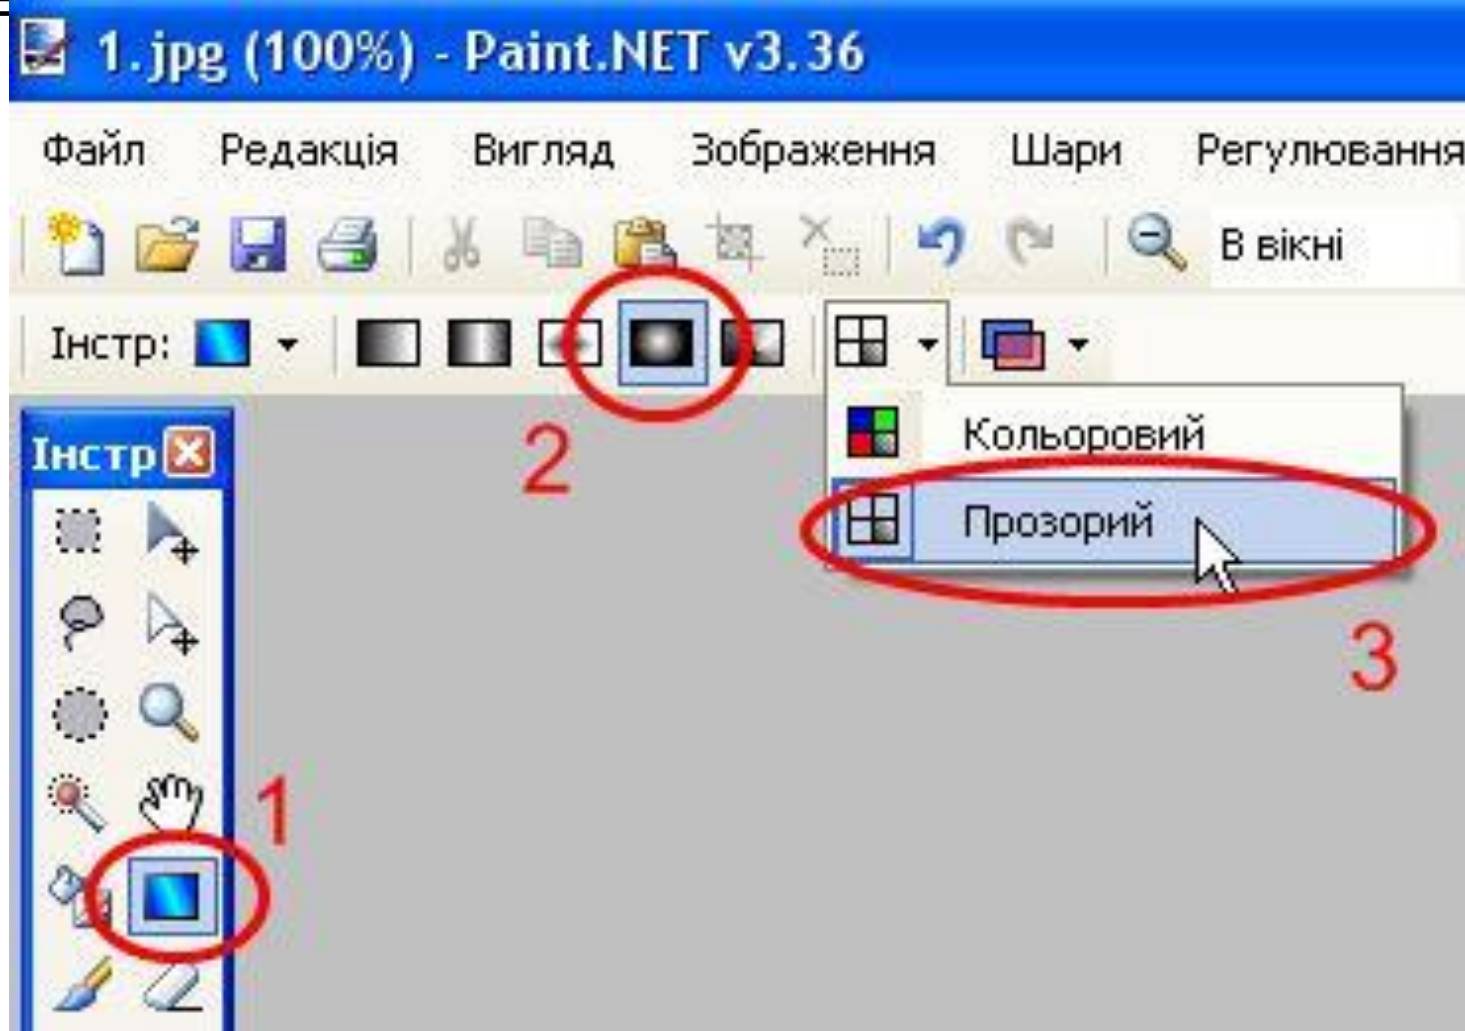 1.jpg (100%) - Paint.NET v3.36
Файл Редакція Вигляд Зображення Шари Регулювання
В вікні
Інстр:
2
Кольоровий
Інстр
Прозорий
3
1